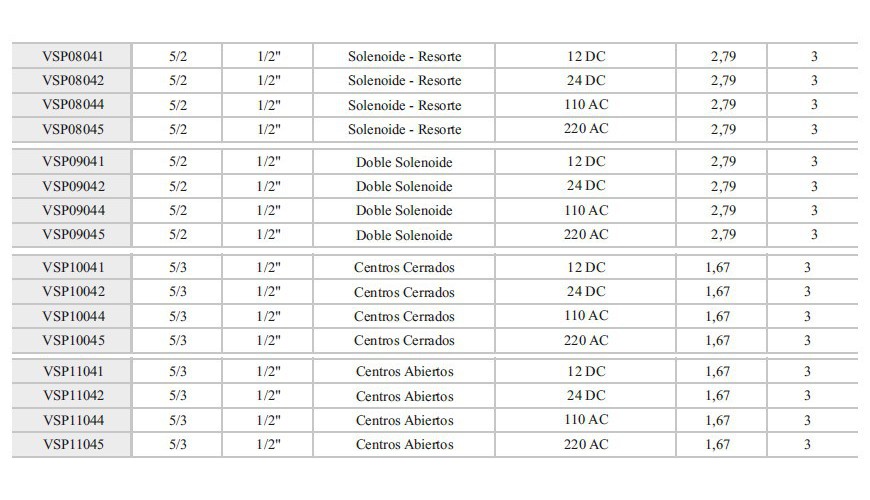 VSP08041 5/2 1/2" Solenoide - Resorte 12 DC 2,79 3
VSP08042 5/2 1/2" Solenoide - Resorte 24 DC 2,79 3
VSP08044 5/2 1/2" Solenoide - Resorte 110 AC 2,79 3
VSP08045 5/2 1/2" Solenoide - Resorte 220 AC 2,79 3
VSP09041 5/2 1/2" Doble Solenoide 12 DC 2,79 3
VSP09042 5/2 1/2" Doble Solenoide 24 DC 2,79 3
VSP09044 5/2 1/2" Doble Solenoide 110 AC 2,79 3
VSP09045 5/2 1/2" Doble Solenoide 220 AC 2,79 3
VSP10041 5/3 1/2" Centros Cerrados 12 DC 1,67 3
VSP10042 5/3 1/2" Centros Cerrados 24 DC 1,67 3
VSP10044 5/3 1/2" Centros Cerrados 110 AC 1,67 3
VSP10045 5/3 1/2" Centros Cerrados 220 AC 1,67 3
VSP11041 5/3 1/2" Centros Abiertos 12 DC 1,67 3
VSP11042 5/3 1/2" Centros Abiertos 24 DC 1,67 3
VSP11044 5/3 1/2" Centros Abiertos 110 AC 1,67 3
VSP11045 5/3 1/2" Centros Abiertos 220 AC 1,67 3